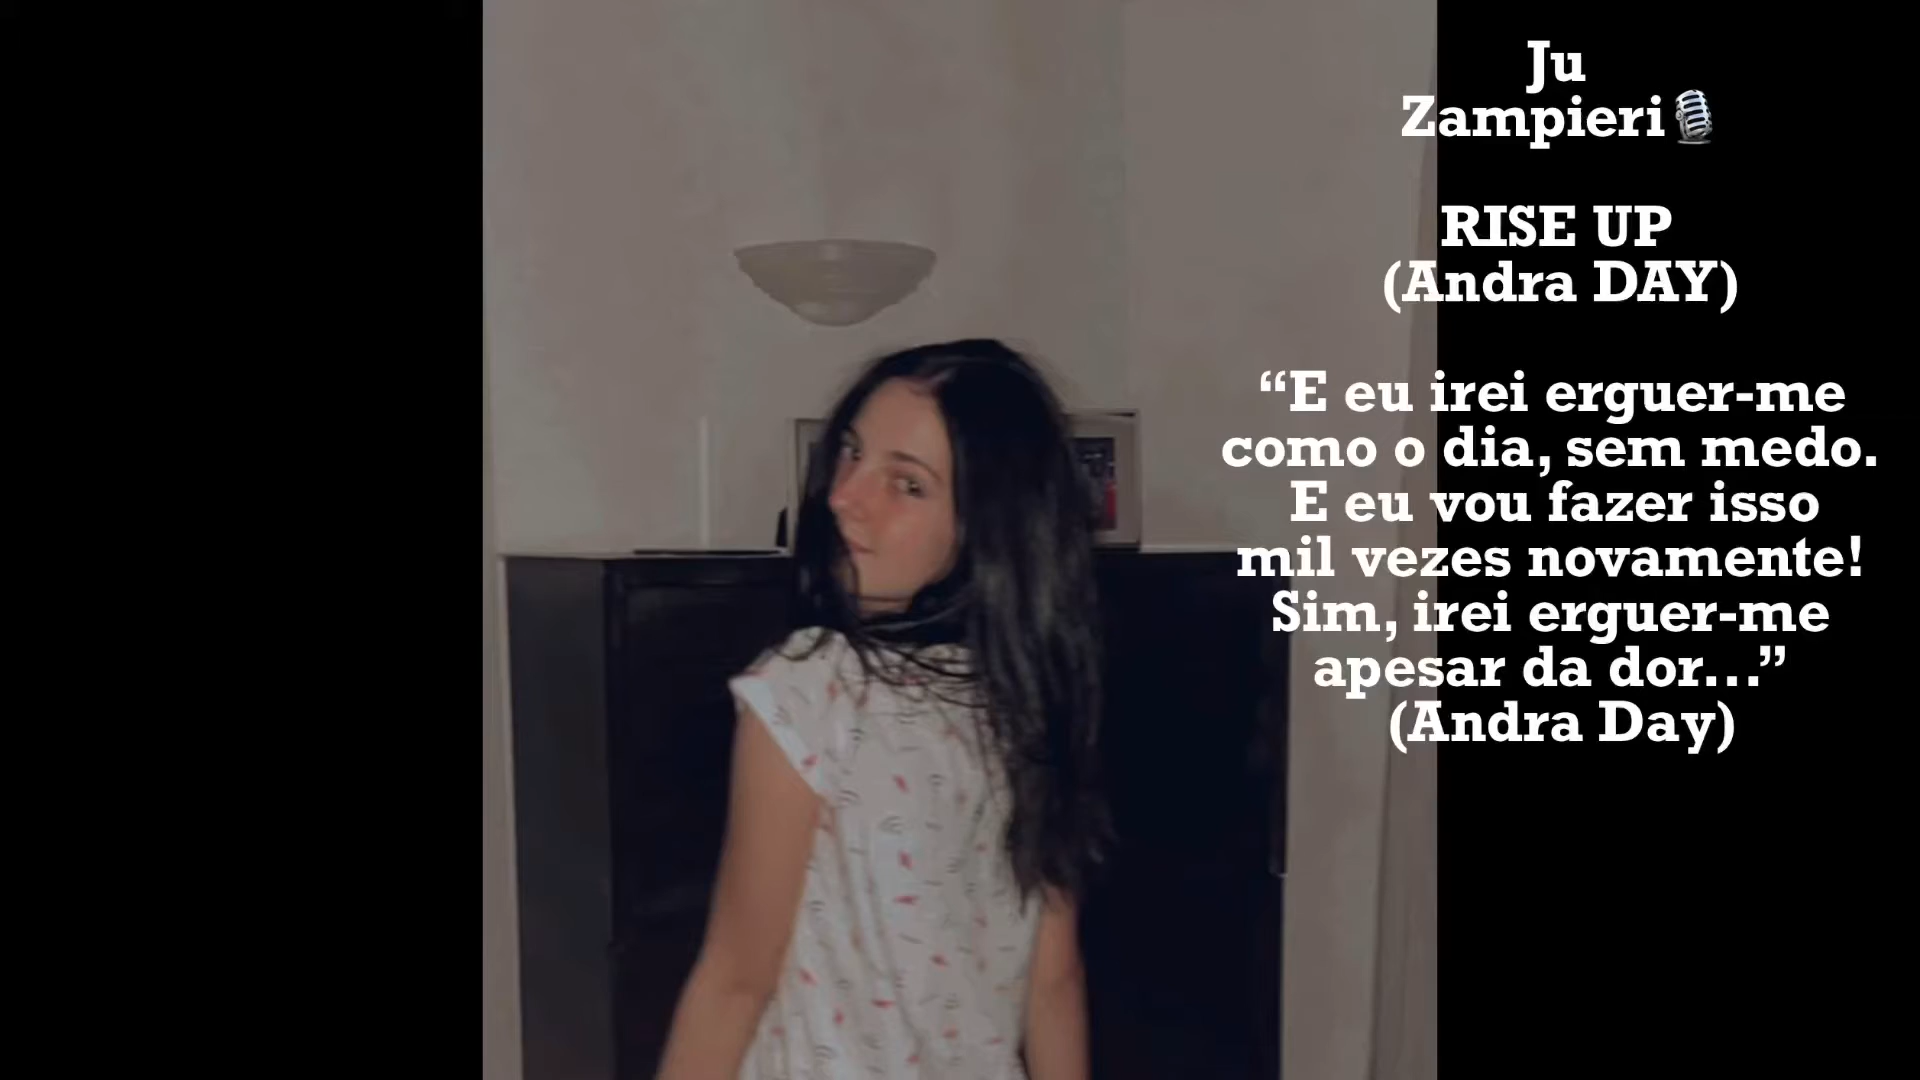 Ju
Zampieri🎙️
RISE UP
(Andra DAY)
“E eu irei erguer-me
como o dia, sem medo.
E eu vou fazer isso
mil vezes novamente!
Sim, irei erguer-me
apesar da dor...”
(Andra Day)